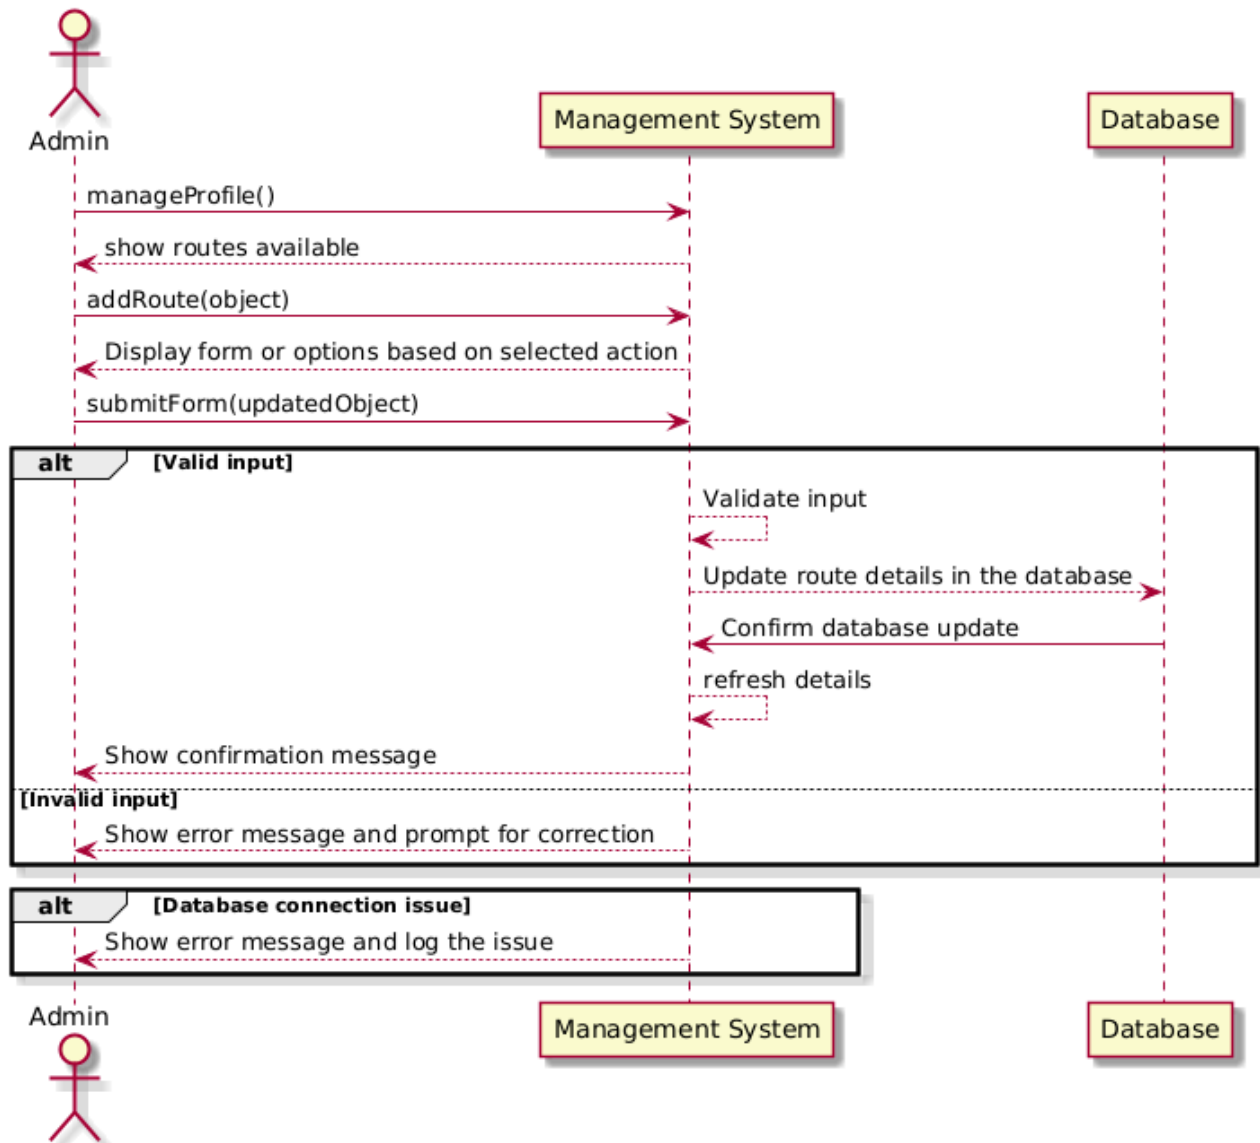 Admin
Management System
Database
manageProfile()
show routes available
addRoute(object)
Display form or options based on selected action
submitForm(updatedObject)
alt [Valid input]
Validate input
Update route details in the database
Confirm database update
refresh details
Show confirmation message
[Invalid input]
Show error message and prompt for correction
alt [Database connection issue]
Show error message and log the issue
Admin
Management System
Database